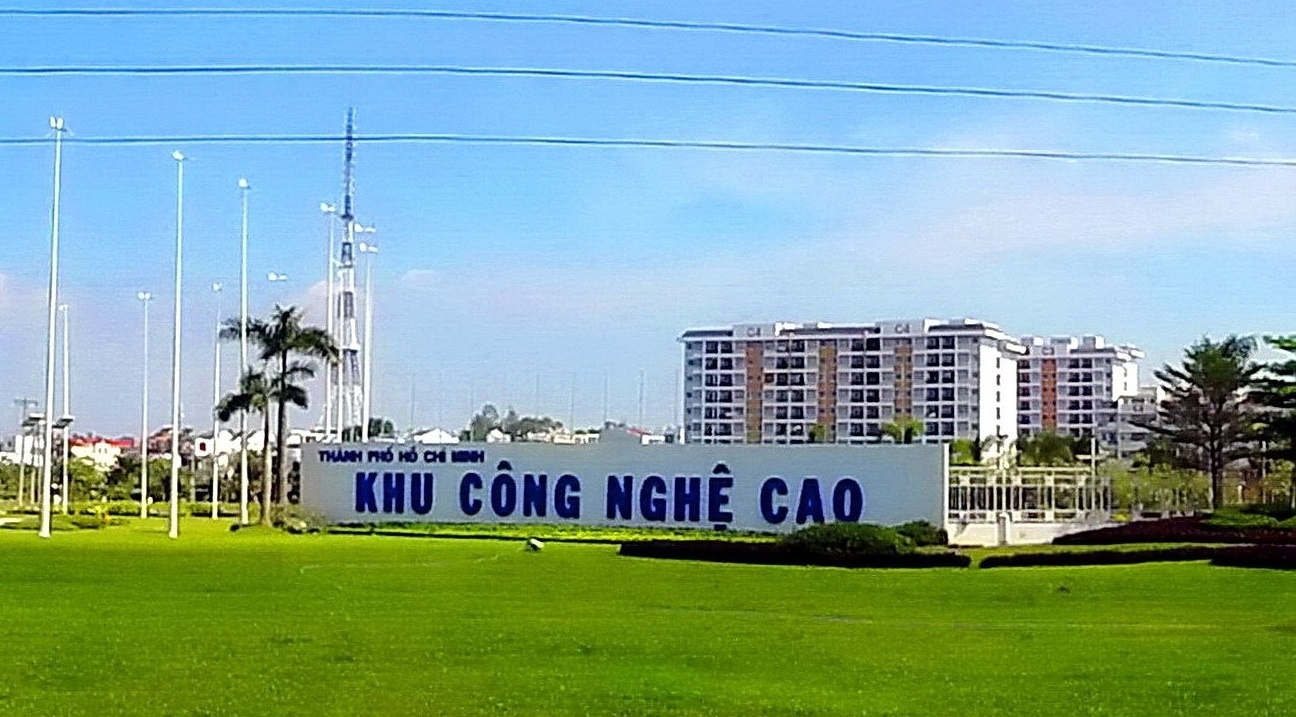 THÀNH PHỐ HỒ CHÍ MINH
KHU CÔNG NGHỆ CAO